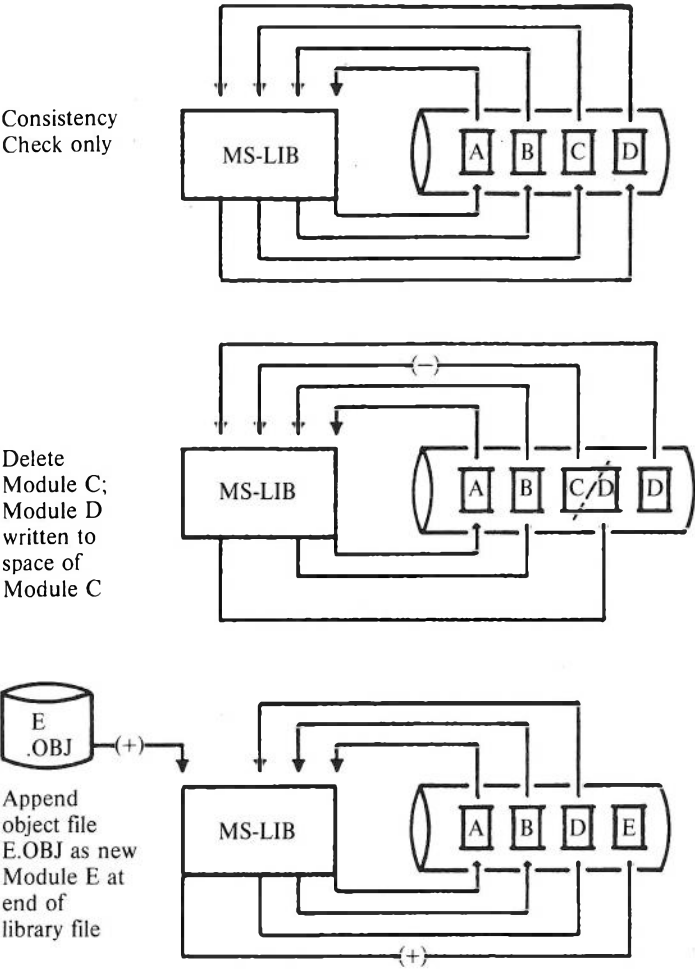 Consistency
Check only
MS-LIB
A B C D
(−)
Delete
Module C;
Module D
written to
space of
Module C
MS-LIB
A B C/D D
E
.OBJ
(+)
Append
object file
E.OBJ as new
Module E at
end of
library file
MS-LIB
A B D E
(+)